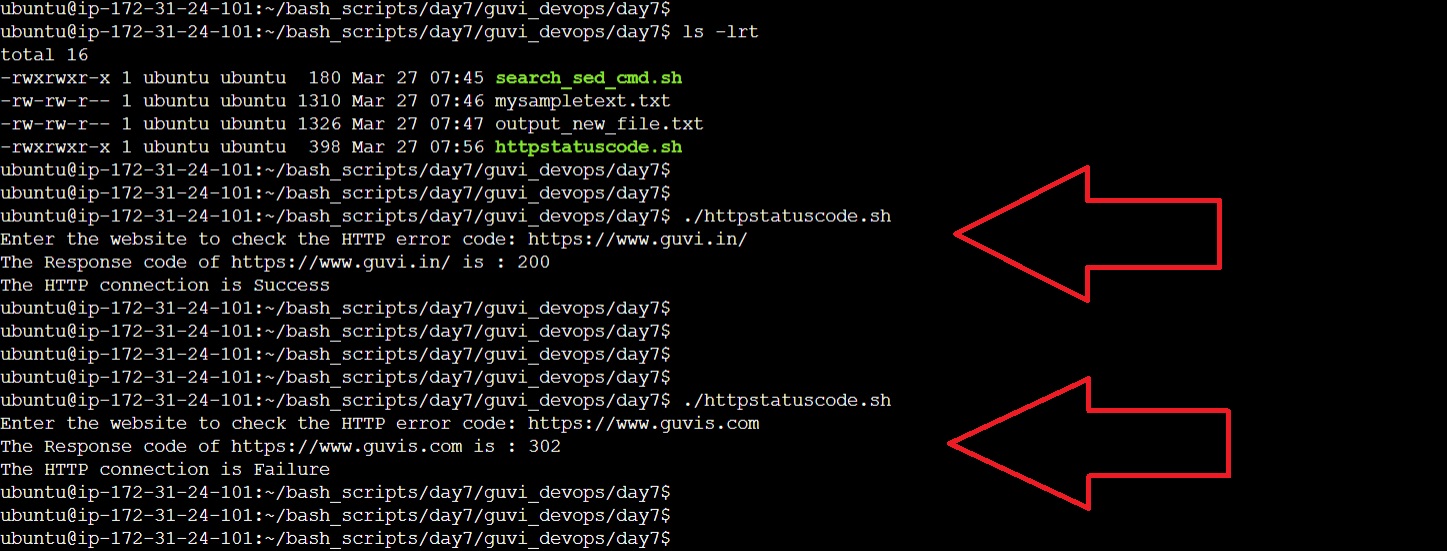 ubuntu@ip-172-31-24-101:~/bash_scripts/day7/guvi_devops/day7$
ubuntu@ip-172-31-24-101:~/bash_scripts/day7/guvi_devops/day7$ ls -lrt
total 16
-rwxrwxr-x 1 ubuntu ubuntu  180 Mar 27 07:45 search_sed_cmd.sh
-rw-rw-r-- 1 ubuntu ubuntu 1310 Mar 27 07:46 mysampletext.txt
-rw-rw-r-- 1 ubuntu ubuntu 1326 Mar 27 07:47 output_new_file.txt
-rwxrwxr-x 1 ubuntu ubuntu  398 Mar 27 07:56 httpstatuscode.sh
ubuntu@ip-172-31-24-101:~/bash_scripts/day7/guvi_devops/day7$
ubuntu@ip-172-31-24-101:~/bash_scripts/day7/guvi_devops/day7$
ubuntu@ip-172-31-24-101:~/bash_scripts/day7/guvi_devops/day7$ ./httpstatuscode.sh
Enter the website to check the HTTP error code: https://www.guvi.in/
The Response code of https://www.guvi.in/ is : 200
The HTTP connection is Success
ubuntu@ip-172-31-24-101:~/bash_scripts/day7/guvi_devops/day7$
ubuntu@ip-172-31-24-101:~/bash_scripts/day7/guvi_devops/day7$
ubuntu@ip-172-31-24-101:~/bash_scripts/day7/guvi_devops/day7$
ubuntu@ip-172-31-24-101:~/bash_scripts/day7/guvi_devops/day7$
ubuntu@ip-172-31-24-101:~/bash_scripts/day7/guvi_devops/day7$ ./httpstatuscode.sh
Enter the website to check the HTTP error code: https://www.guvis.com
The Response code of https://www.guvis.com is : 302
The HTTP connection is Failure
ubuntu@ip-172-31-24-101:~/bash_scripts/day7/guvi_devops/day7$
ubuntu@ip-172-31-24-101:~/bash_scripts/day7/guvi_devops/day7$
ubuntu@ip-172-31-24-101:~/bash_scripts/day7/guvi_devops/day7$